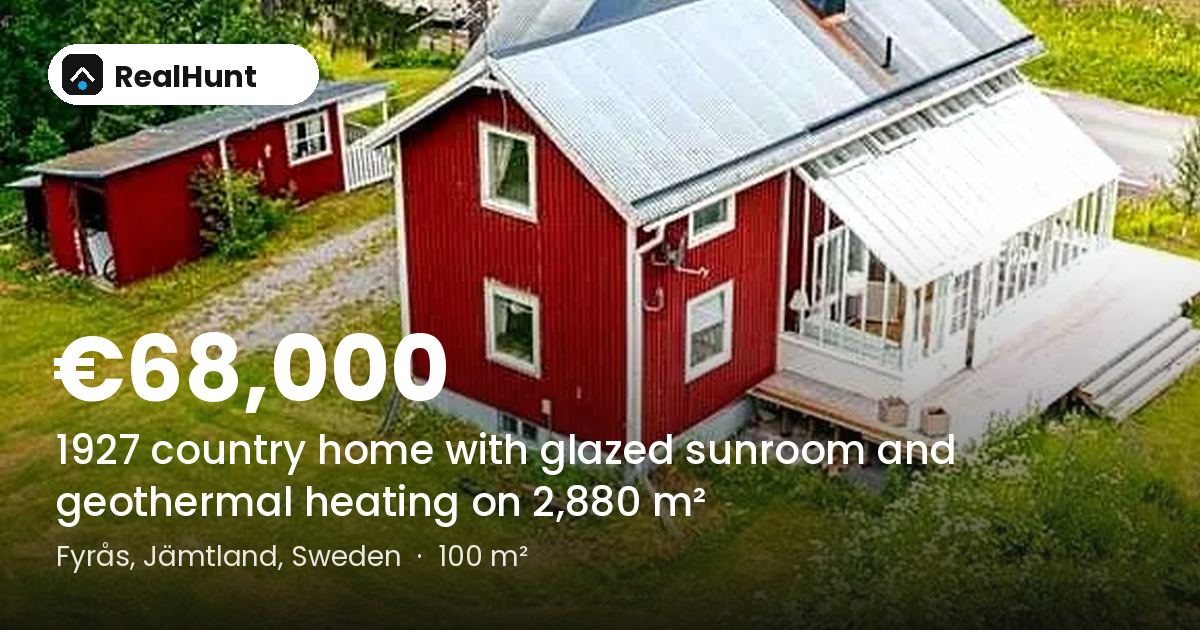 RealHunt
€68,000
1927 country home with glazed sunroom and
geothermal heating on 2,880 m²
Fyrås, Jämtland, Sweden · 100 m²